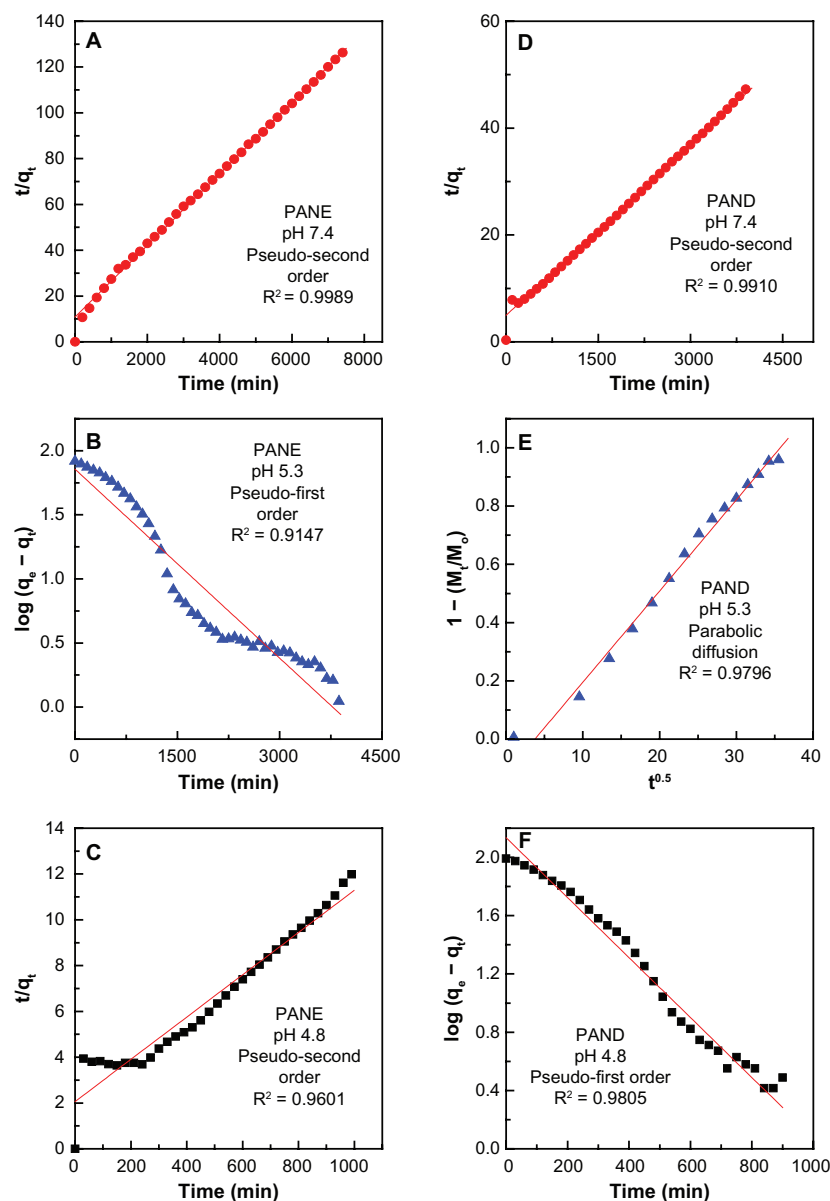 A
t/qt
140
120
100
80
60
40
20
0
PANE
pH 7.4
Pseudo-second
order
R² = 0.9989
0 2000 4000 6000 8000
Time (min)
D
t/qt
60
40
20
0
PAND
pH 7.4
Pseudo-second
order
R² = 0.9910
0 1500 3000 4500
Time (min)
B
log (qe − qt)
2.0
1.5
1.0
0.5
0.0
PANE
pH 5.3
Pseudo-first
order
R² = 0.9147
0 1500 3000 4500
Time (min)
E
1 − (Mt/Mo)
1.0
0.8
0.6
0.4
0.2
0.0
PAND
pH 5.3
Parabolic
diffusion
R² = 0.9796
0 10 20 30 40
t0.5
C
t/qt
14
12
10
8
6
4
2
0
PANE
pH 4.8
Pseudo-second
order
R² = 0.9601
0 200 400 600 800 1000
Time (min)
F
log (qe − qt)
2.0
1.6
1.2
0.8
0.4
0.0
PAND
pH 4.8
Pseudo-first order
R² = 0.9805
0 200 400 600 800 1000
Time (min)